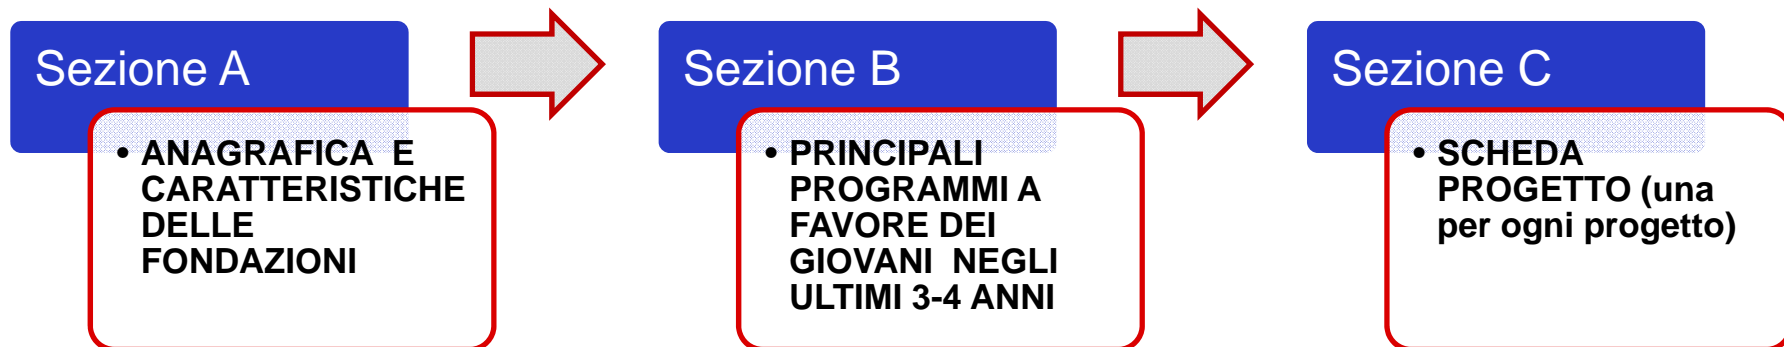 Sezione A
• ANAGRAFICA E
CARATTERISTICHE
DELLE
FONDAZIONI
Sezione B
• PRINCIPALI
PROGRAMMI A
FAVORE DEI
GIOVANI NEGLI
ULTIMI 3-4 ANNI
Sezione C
• SCHEDA
PROGETTO (una
per ogni progetto)